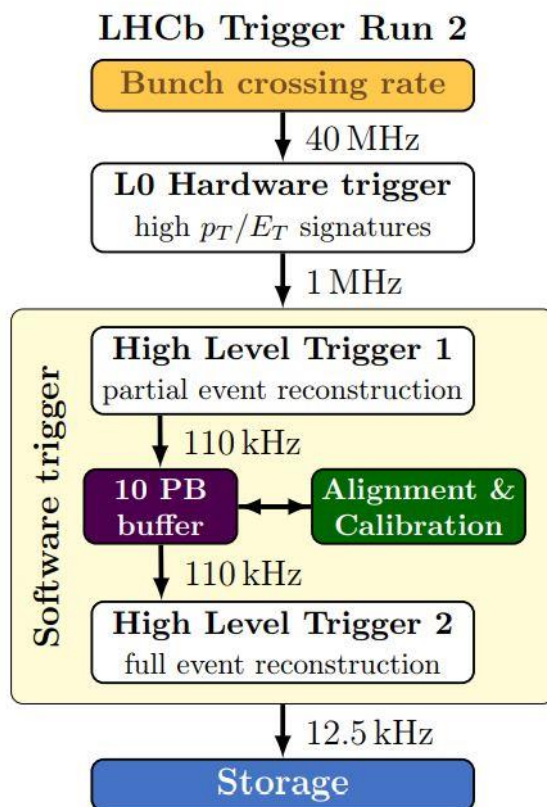 LHCb Trigger Run 2
Bunch crossing rate
40 MHz
L0 Hardware trigger
high p_T/E_T signatures
1 MHz
Software trigger
High Level Trigger 1
partial event reconstruction
110 kHz
10 PB
buffer
Alignment &
Calibration
110 kHz
High Level Trigger 2
full event reconstruction
12.5 kHz
Storage